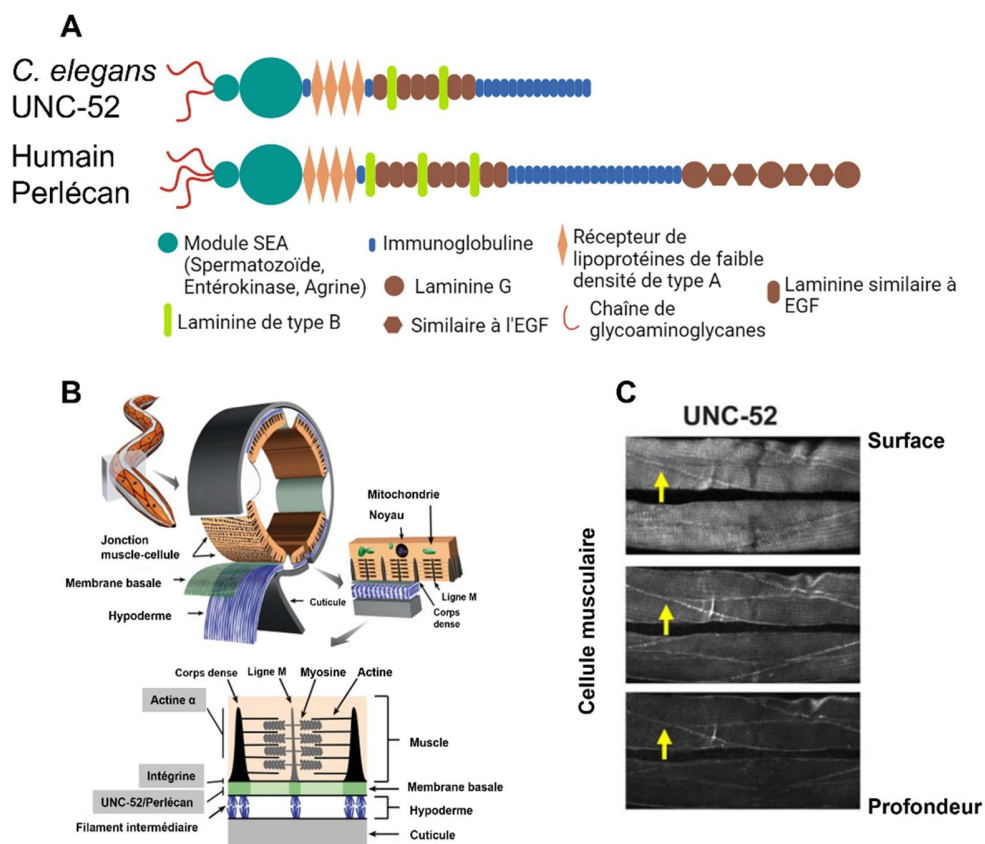 A
C. elegans
UNC-52
Humain
Perlécan
Module SEA
(Spermatozoïde,
Entérokinase, Agrine)
Laminine de type B
Immunoglobuline
Laminine G
Similaire à l'EGF
Récepteur de
lipoprotéines de faible
densité de type A
Chaîne de
glycoaminoglycanes
Laminine similaire à
EGF
B
Jonction
muscle-cellule
Membrane basale
Hypoderme
Cuticule
Mitochondrie
Noyau
Ligne M
Corps
dense
Corps dense
Ligne M
Myosine
Actine
Actine α
Intégrine
UNC-52/Perlécan
Filament intermédiaire
Muscle
Membrane basale
Hypoderme
Cuticule
C
UNC-52
Surface
Cellule musculaire
Profondeur